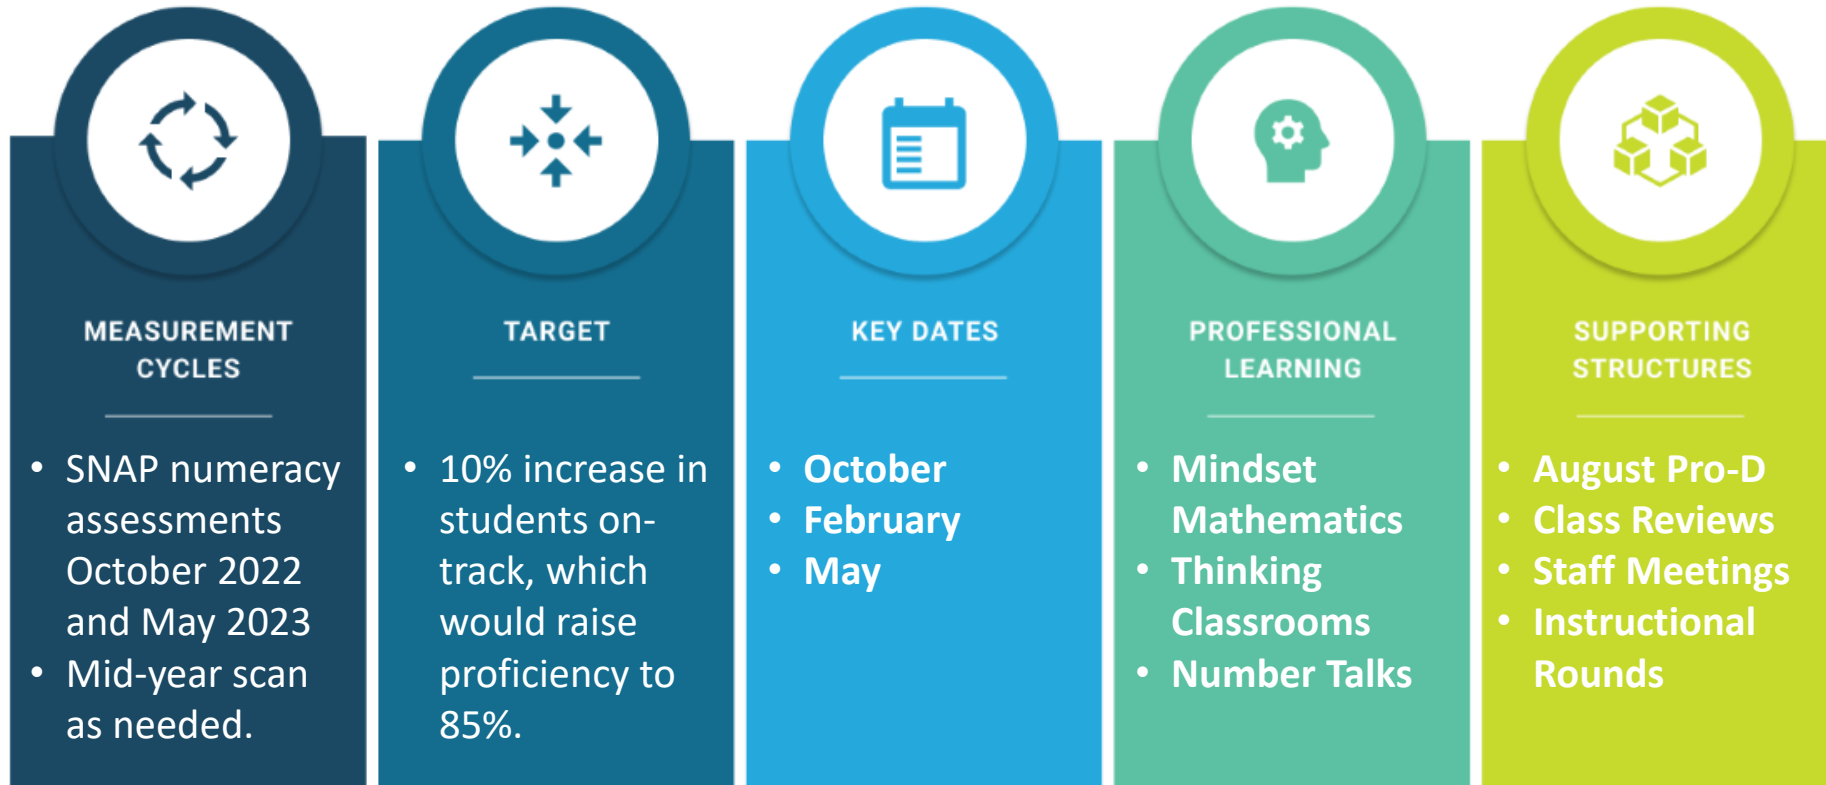 MEASUREMENT
CYCLES
• SNAP numeracy
assessments
October 2022
and May 2023
• Mid-year scan
as needed.
TARGET
• 10% increase in
students on-
track, which
would raise
proficiency to
85%.
KEY DATES
• October
• February
• May
PROFESSIONAL
LEARNING
• Mindset
Mathematics
• Thinking
Classrooms
• Number Talks
SUPPORTING
STRUCTURES
• August Pro-D
• Class Reviews
• Staff Meetings
• Instructional
Rounds